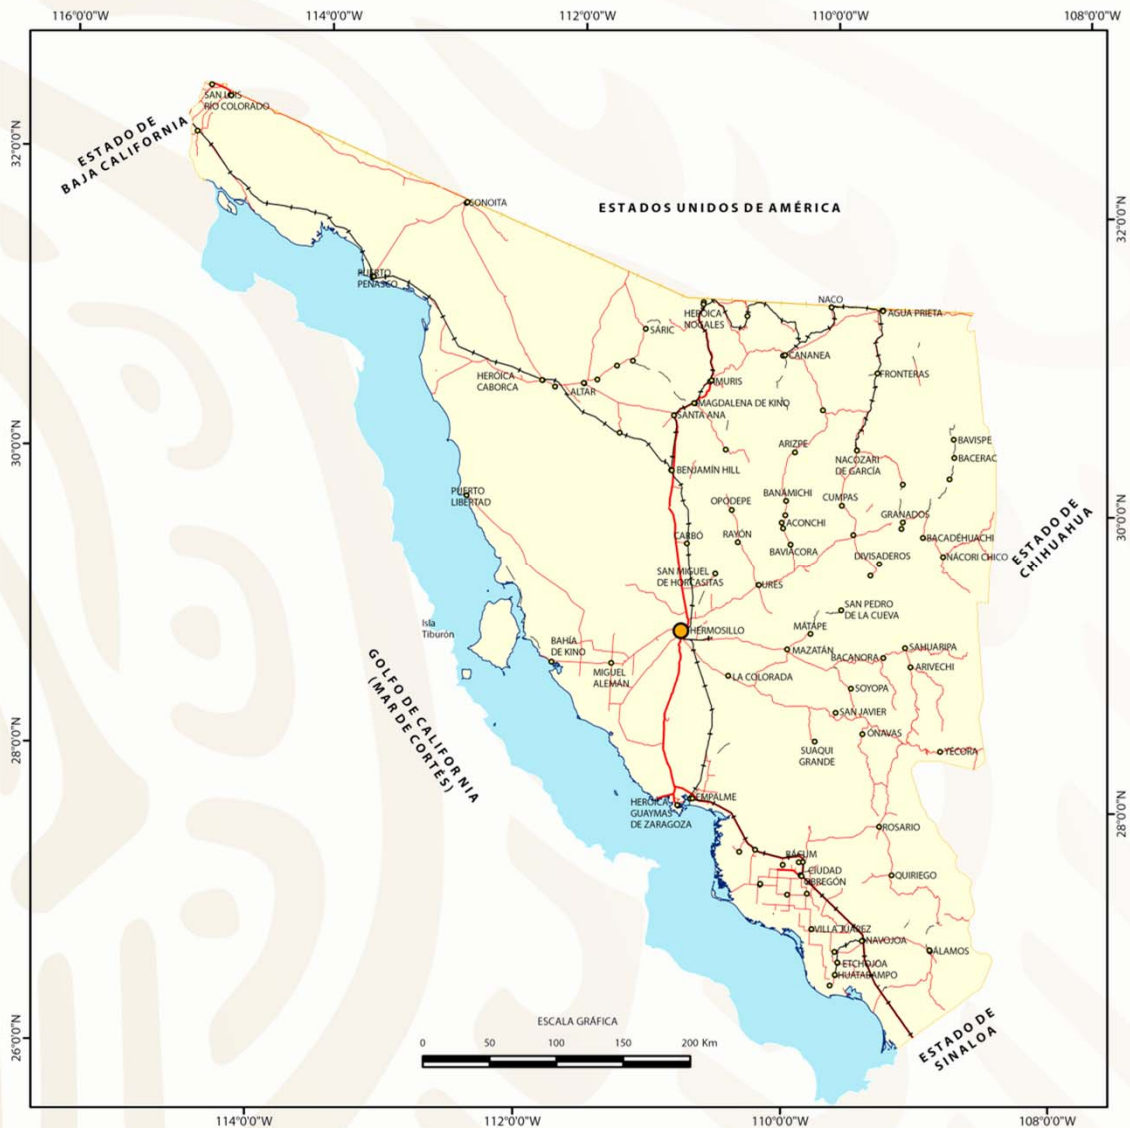 116°0'0"W 114°0'0"W 112°0'0"W 110°0'0"W 108°0'0"W
SAN LUIS
RÍO COLORADO
ESTADO DE
BAJA CALIFORNIA
32°0'0"N
32°0'0"N
SONOITA
ESTADOS UNIDOS DE AMÉRICA
PUERTO
PEÑASCO
NACO
HERÓICA
NOGALES
AGUA PRIETA
SÁRIC
CANANEA
FRONTERAS
HERÓICA
CABORCA
ALTAR
IMURIS
MAGDALENA DE KINO
SANTA ANA
30°0'0"N
ARIZPE
BAVISPE
NACOZARI
DE GARCÍA
BACERAC
BENJAMÍN HILL
PUERTO
LIBERTAD
OPODEPE
BANAMICHI
CUMPAS
GRANADOS
30°0'0"N
ACONCHI
CARBÓ
RAYÓN
BAVIACORA
BACADÉHUACHI
DIVISADEROS
NÁCORI CHICO
ESTADO DE
CHIHUAHUA
SAN MIGUEL
DE HORCASITAS
URES
SAN PEDRO
DE LA CUEVA
Isla
Tiburón
HERMOSILLO
MÁTAPE
BAHÍA
DE KINO
MAZATÁN
BACANORA
SAHUARIPA
ARIVECHI
MIGUEL
ALEMÁN
LA COLORADA
SOYOPA
GOLFO DE CALIFORNIA
(MAR DE CORTÉS)
SAN JAVIER
28°0'0"N
ÓNAVAS
SUAQUI
GRANDE
YÉCORA
EMPALME
HERÓICA
GUAYMAS
DE ZARAGOZA
28°0'0"N
ROSARIO
BÁCUM
CIUDAD
OBREGÓN
QUIRIEGO
VILLA JUÁREZ
NAVOJOA
ÁLAMOS
ETCHOJOA
HUATABAMPO
ESTADO DE
SINALOA
26°0'0"N
ESCALA GRÁFICA
0 50 100 150 200 Km
114°0'0"W 112°0'0"W 110°0'0"W 108°0'0"W